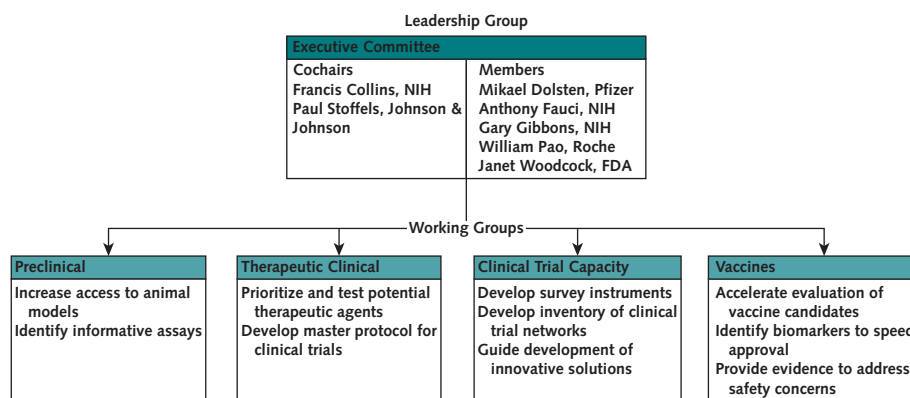 Leadership Group
Executive Committee
Cochairs
Francis Collins, NIH
Paul Stoffels, Johnson &
Johnson
Members
Mikael Dolsten, Pfizer
Anthony Fauci, NIH
Gary Gibbons, NIH
William Pao, Roche
Janet Woodcock, FDA
Working Groups
Preclinical
Increase access to animal
models
Identify informative assays
Therapeutic Clinical
Prioritize and test potential
therapeutic agents
Develop master protocol for
clinical trials
Clinical Trial Capacity
Develop survey instruments
Develop inventory of clinical
trial networks
Guide development of
innovative solutions
Vaccines
Accelerate evaluation of
vaccine candidates
Identify biomarkers to speed
approval
Provide evidence to address
safety concerns